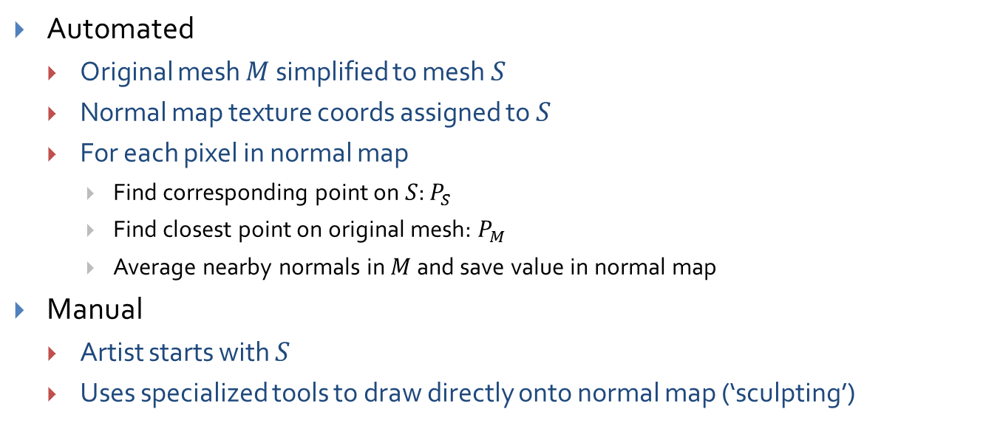 Automated
Original mesh M simplified to mesh S
Normal map texture coords assigned to S
For each pixel in normal map
Find corresponding point on S: P_S
Find closest point on original mesh: P_M
Average nearby normals in M and save value in normal map
Manual
Artist starts with S
Uses specialized tools to draw directly onto normal map (‘sculpting’)